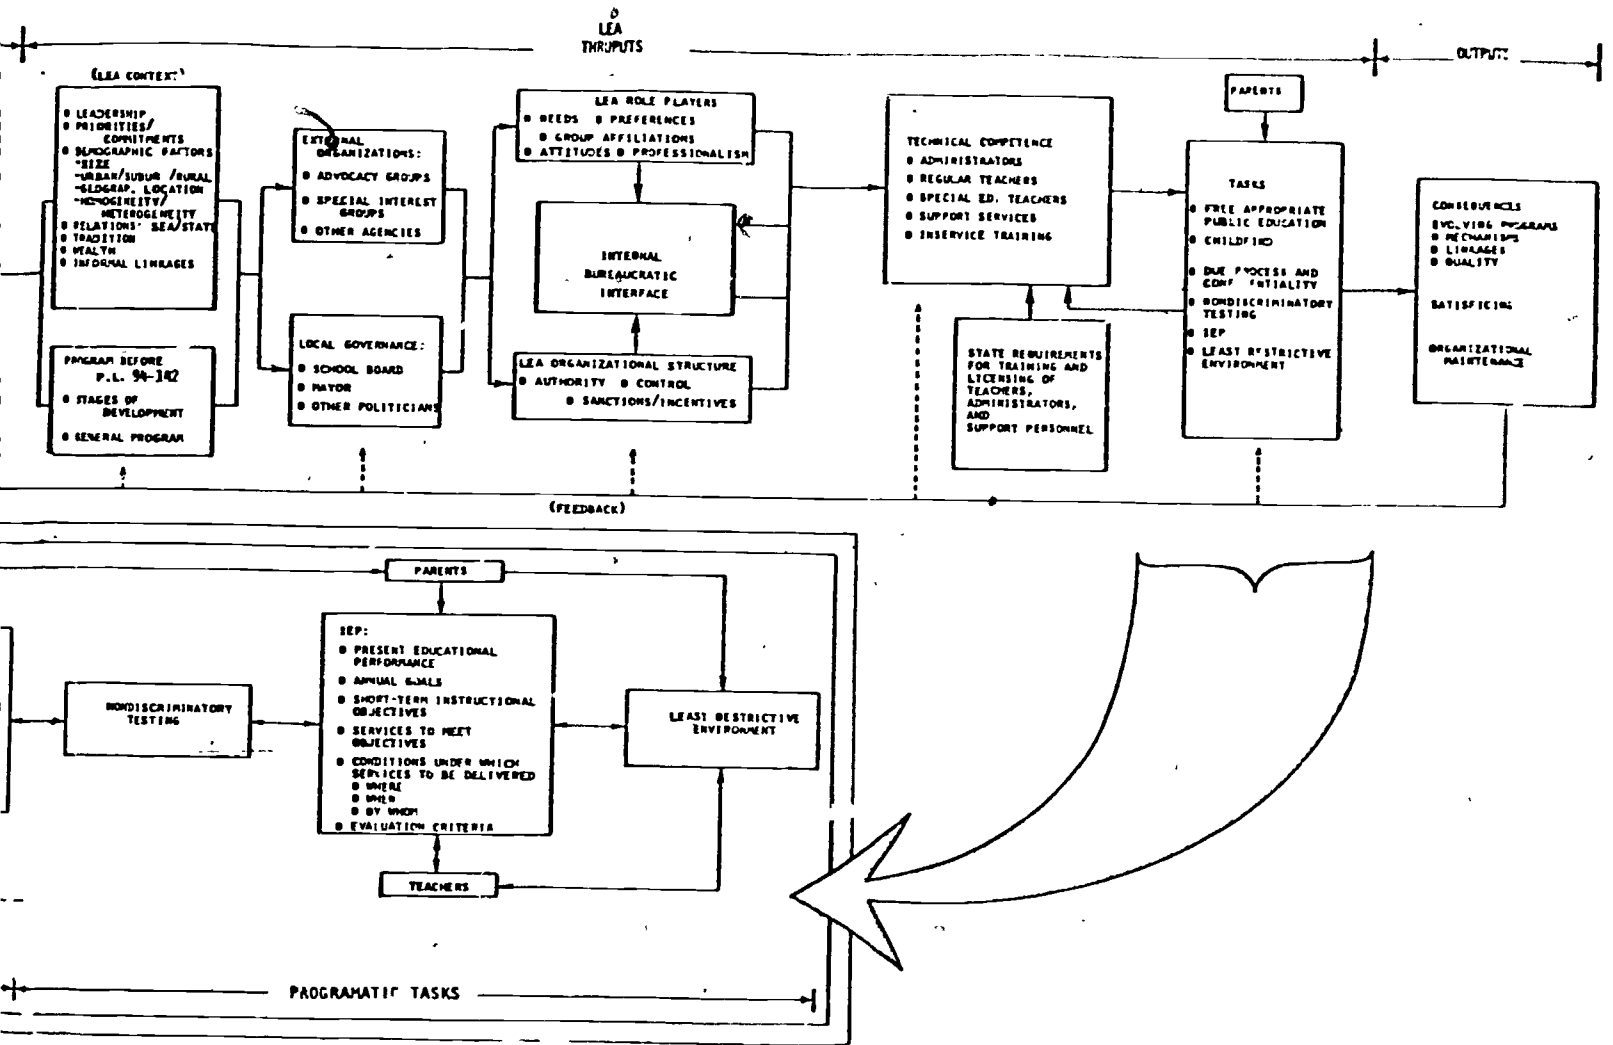 LEA
THRUPUTS
OUTPUTS
(LEA CONTEXT)
LEADERSHIP
PRIORITIES/
COMMITMENTS
DEMOGRAPHIC FACTORS
-SIZE
-URBAN/SUBUR /RURAL
-GEOGRAP. LOCATION
-HOMOGINEITY/
HETEROGENEITY
RELATIONS' SEA/STATE
TRADITION
WEALTH
INFORMAL LINKAGES
PROGRAM BEFORE
P.L. 94-142
STAGES OF
DEVELOPMENT
GENERAL PROGRAM
EXTERNAL
ORGANIZATIONS:
ADVOCACY GROUPS
SPECIAL INTEREST
GROUPS
OTHER AGENCIES
LOCAL GOVERNANCE:
SCHOOL BOARD
MAYOR
OTHER POLITICIANS
LEA ROLE PLAYERS
NEEDS PREFERENCES
GROUP AFFILIATIONS
ATTITUDES PROFESSIONALISM
INTERNAL
BUREAUCRATIC
INTERFACE
LEA ORGANIZATIONAL STRUCTURE
AUTHORITY CONTROL
SANCTIONS/INCENTIVES
TECHNICAL COMPETENCE
ADMINISTRATORS
REGULAR TEACHERS
SPECIAL ED. TEACHERS
SUPPORT SERVICES
INSERVICE TRAINING
STATE REQUIREMENTS
FOR TRAINING AND
LICENSING OF
TEACHERS,
ADMINISTRATORS,
AND
SUPPORT PERSONNEL
PARENTS
TASKS
FREE APPROPRIATE
PUBLIC EDUCATION
CHILDFIND
DUE PROCESS AND
NONDISCRIMINATORY
TESTING
IEP
LEAST RESTRICTIVE
ENVIRONMENT
CONSEQUENCES
EVOLVING PROGRAMS
MECHANISMS
LINKAGES
QUALITY
SATISFICING
ORGANIZATIONAL
MAINTENANCE
(FEEDBACK)
PARENTS
IEP:
PRESENT EDUCATIONAL
PERFORMANCE
ANNUAL GOALS
SHORT-TERM INSTRUCTIONAL
OBJECTIVES
SERVICES TO MEET
OBJECTIVES
CONDITIONS UNDER WHICH
SERVICES TO BE DELIVERED
WHERE
WHEN
BY WHOM
EVALUATION CRITERIA
NONDISCRIMINATORY
TESTING
LEAST RESTRICTIVE
ENVIRONMENT
TEACHERS
PROGRAMATIC TASKS